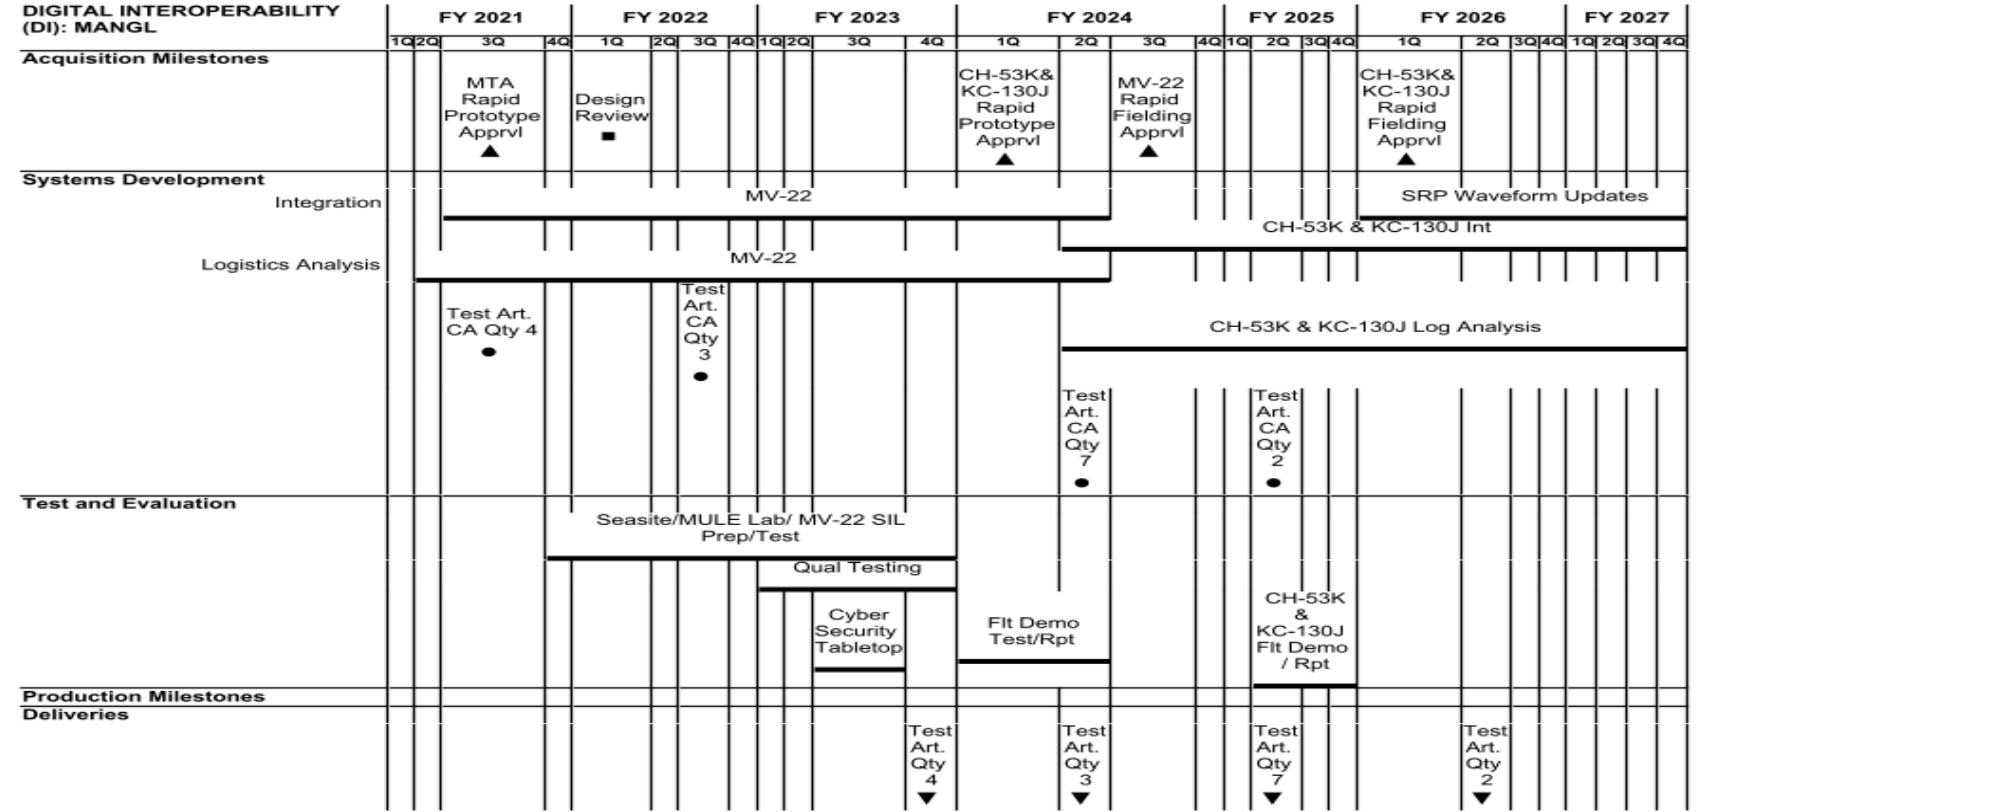 DIGITAL INTEROPERABILITY
(DI): MANGL
FY 2021
FY 2022
FY 2023
FY 2024
FY 2025
FY 2026
FY 2027
1Q 2Q 3Q 4Q 1Q 2Q 3Q 4Q 1Q 2Q 3Q 4Q 1Q 2Q 3Q 4Q 1Q 2Q 3Q 4Q 1Q 2Q 3Q 4Q 1Q 2Q 3Q 4Q
Acquisition Milestones
MTA
Rapid
Prototype
Apprvl
Design
Review
CH-53K&
KC-130J
Rapid
Prototype
Apprvl
MV-22
Rapid
Fielding
Apprvl
CH-53K&
KC-130J
Rapid
Fielding
Apprvl
Systems Development
Integration
MV-22
SRP Waveform Updates
CH-53K & KC-130J Int
Logistics Analysis
MV-22
Test Art.
CA Qty 4
Test
Art.
CA
Qty
3
CH-53K & KC-130J Log Analysis
Test
Art.
CA
Qty
7
Test
Art.
CA
Qty
2
Test and Evaluation
Seasite/MULE Lab/ MV-22 SIL
Prep/Test
Qual Testing
Cyber
Security
Tabletop
Flt Demo
Test/Rpt
CH-53K
&
KC-130J
Flt Demo
/ Rpt
Production Milestones
Deliveries
Test
Art.
Qty
4
Test
Art.
Qty
3
Test
Art.
Qty
7
Test
Art.
Qty
2